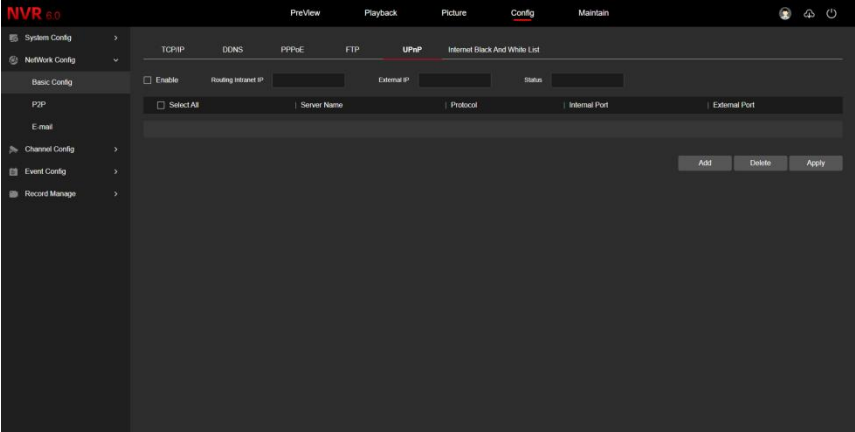 NVR 6.0 PreView Playback Picture Config Maintain
System Config
TCP/IP DDNS PPPoE FTP UPnP Internet Black And White List
NetWork Config
Basic Config
Enable Routing Intranet IP External IP Status
Select All Server Name Protocol Internal Port External Port
P2P
E-mail
Channel Config
Add Delete Apply
Event Config
Record Manage